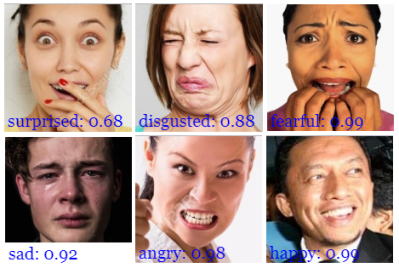 surprised: 0.68
disgusted: 0.88
fearful: 0.99
sad: 0.92
angry: 0.98
happy: 0.99